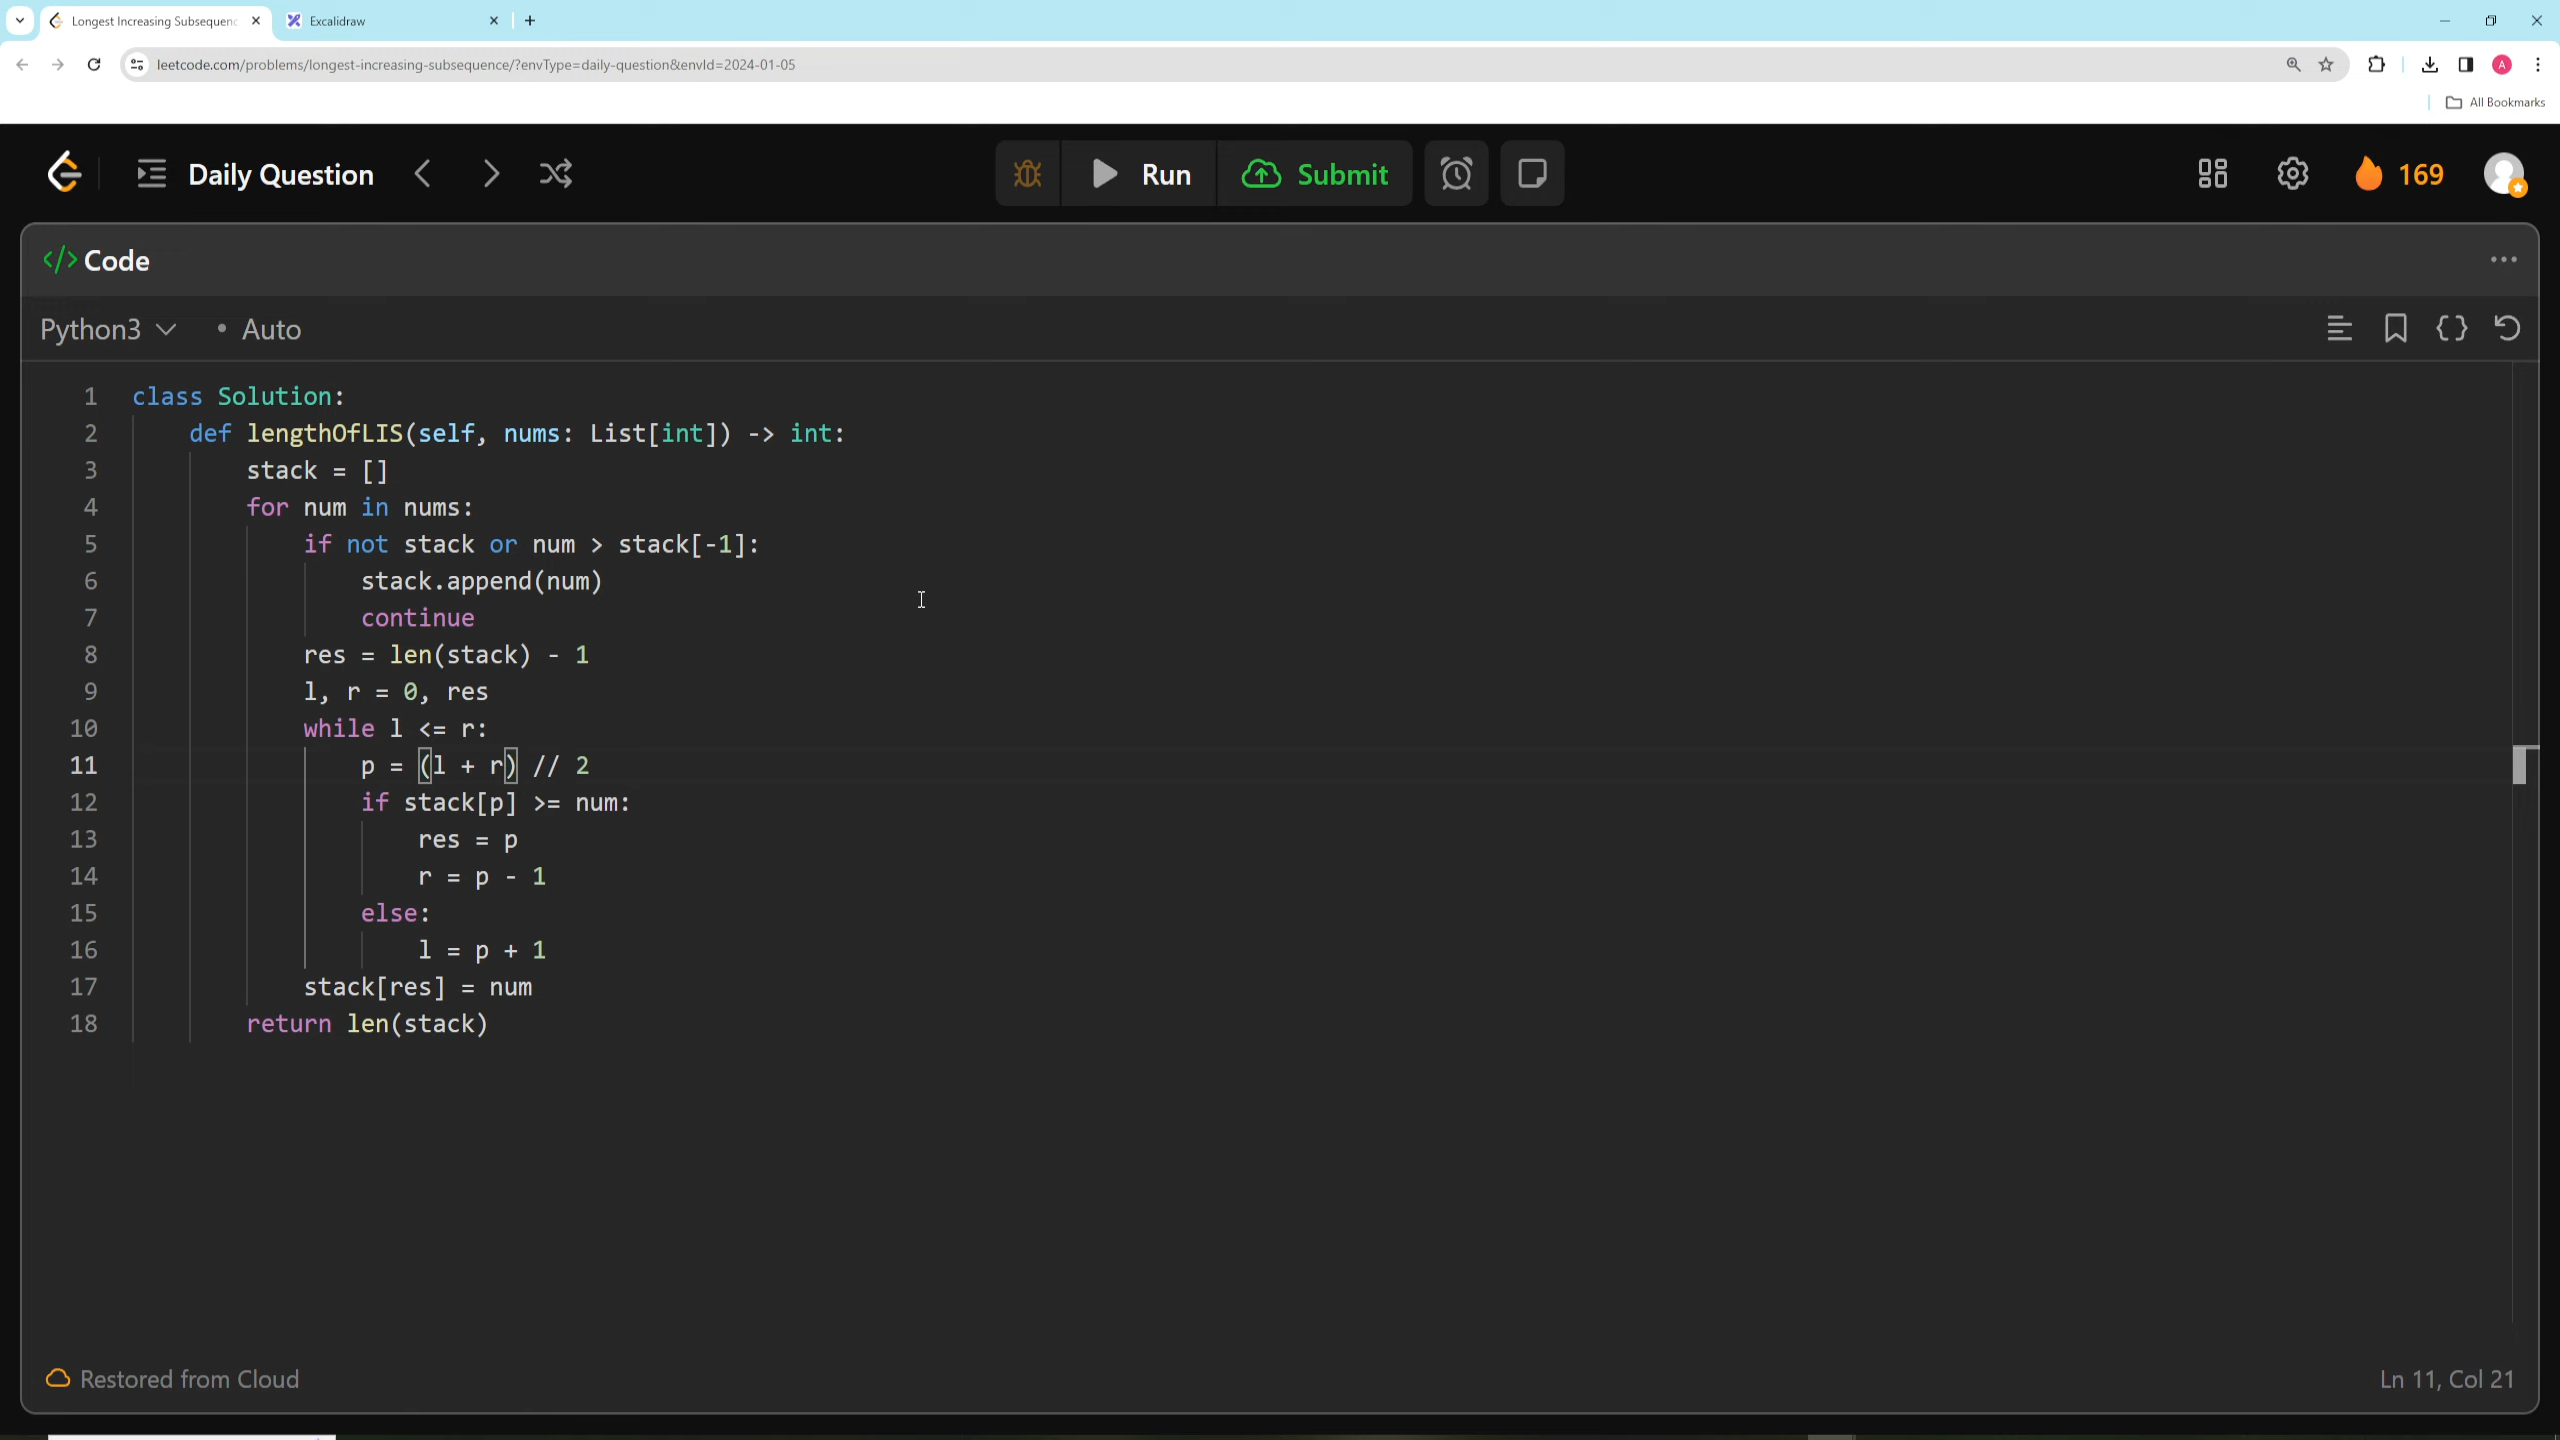 Longest Increasing Subsequenc
Excalidraw
leetcode.com/problems/longest-increasing-subsequence/?envType=daily-question&envId=2024-01-05
A
All Bookmarks
Daily Question
Run
Submit
169
</> Code
Python3
• Auto
1 class Solution:
2 def lengthOfLIS(self, nums: List[int]) -> int:
3 stack = []
4 for num in nums:
5 if not stack or num > stack[-1]:
6 stack.append(num)
7 continue
8 res = len(stack) - 1
9 l, r = 0, res
10 while l <= r:
11 p = (l + r) // 2
12 if stack[p] >= num:
13 res = p
14 r = p - 1
15 else:
16 l = p + 1
17 stack[res] = num
18 return len(stack)
Restored from Cloud
Ln 11, Col 21